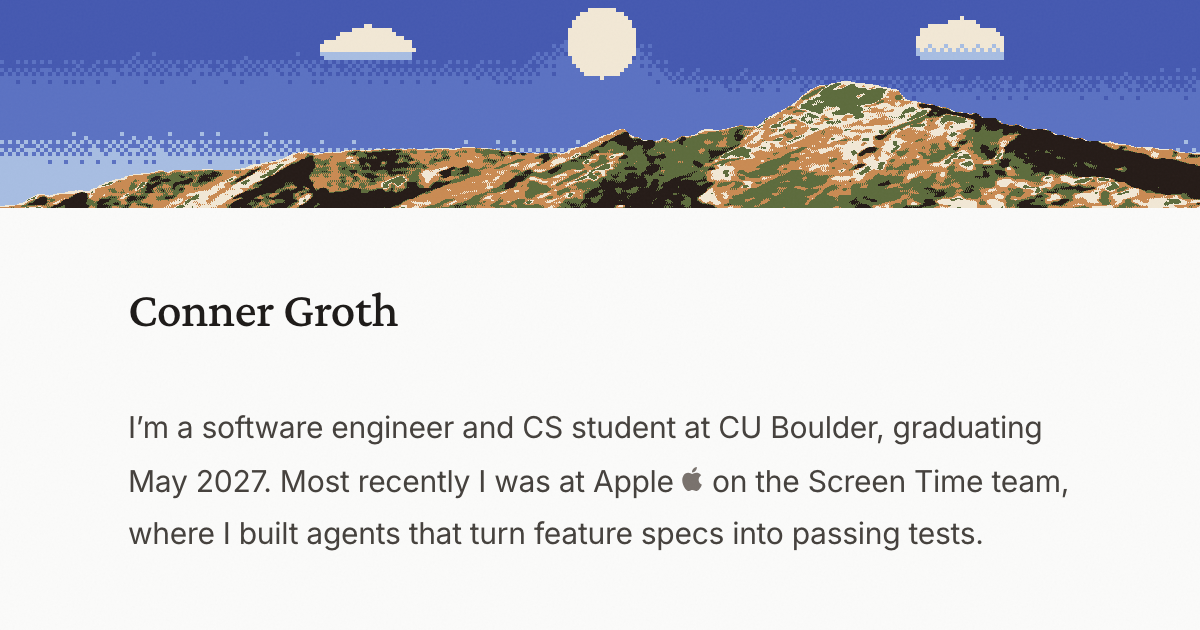 Conner Groth
I’m a software engineer and CS student at CU Boulder, graduating
May 2027. Most recently I was at Apple on the Screen Time team,
where I built agents that turn feature specs into passing tests.